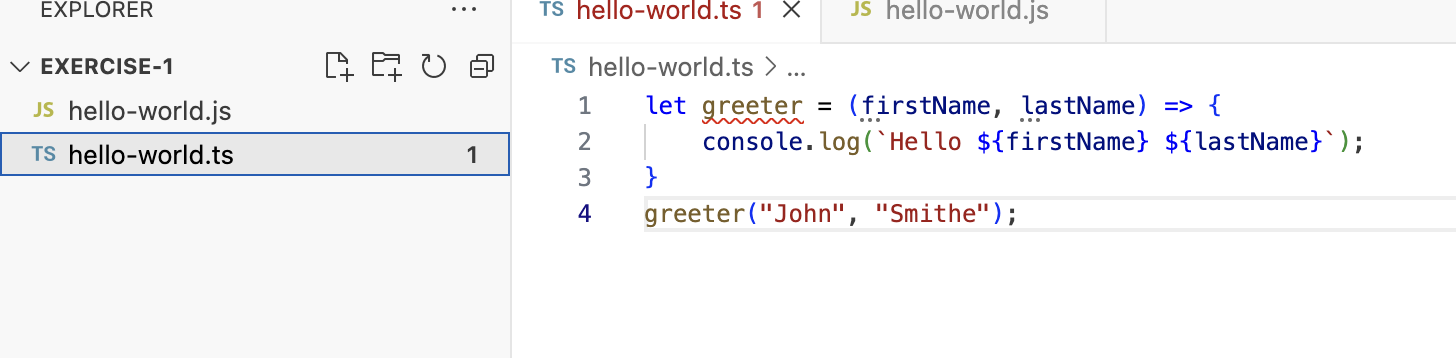 EXPLORER ...
EXERCISE-1
JS hello-world.js
TS hello-world.ts 1
TS hello-world.ts 1
JS hello-world.js
TS hello-world.ts > ...
1 let greeter = (firstName, lastName) => {
2 console.log(`Hello ${firstName} ${lastName}`);
3 }
4 greeter("John", "Smithe");